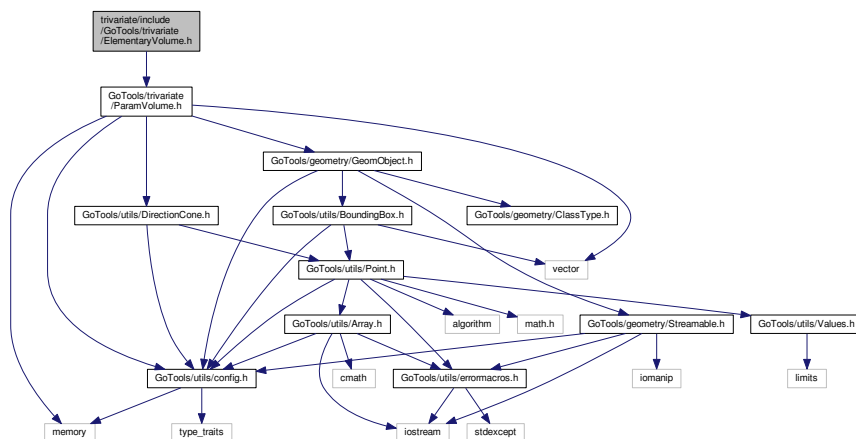 trivariate/include
/GoTools/trivariate
/ElementaryVolume.h
GoTools/trivariate
/ParamVolume.h
GoTools/geometry/GeomObject.h
GoTools/utils/DirectionCone.h
GoTools/utils/BoundingBox.h
GoTools/geometry/ClassType.h
GoTools/utils/Point.h
vector
GoTools/utils/Array.h
algorithm
math.h
GoTools/geometry/Streamable.h
GoTools/utils/Values.h
GoTools/utils/config.h
cmath
GoTools/utils/errormacros.h
iomanip
limits
memory
type_traits
iostream
stdexcept